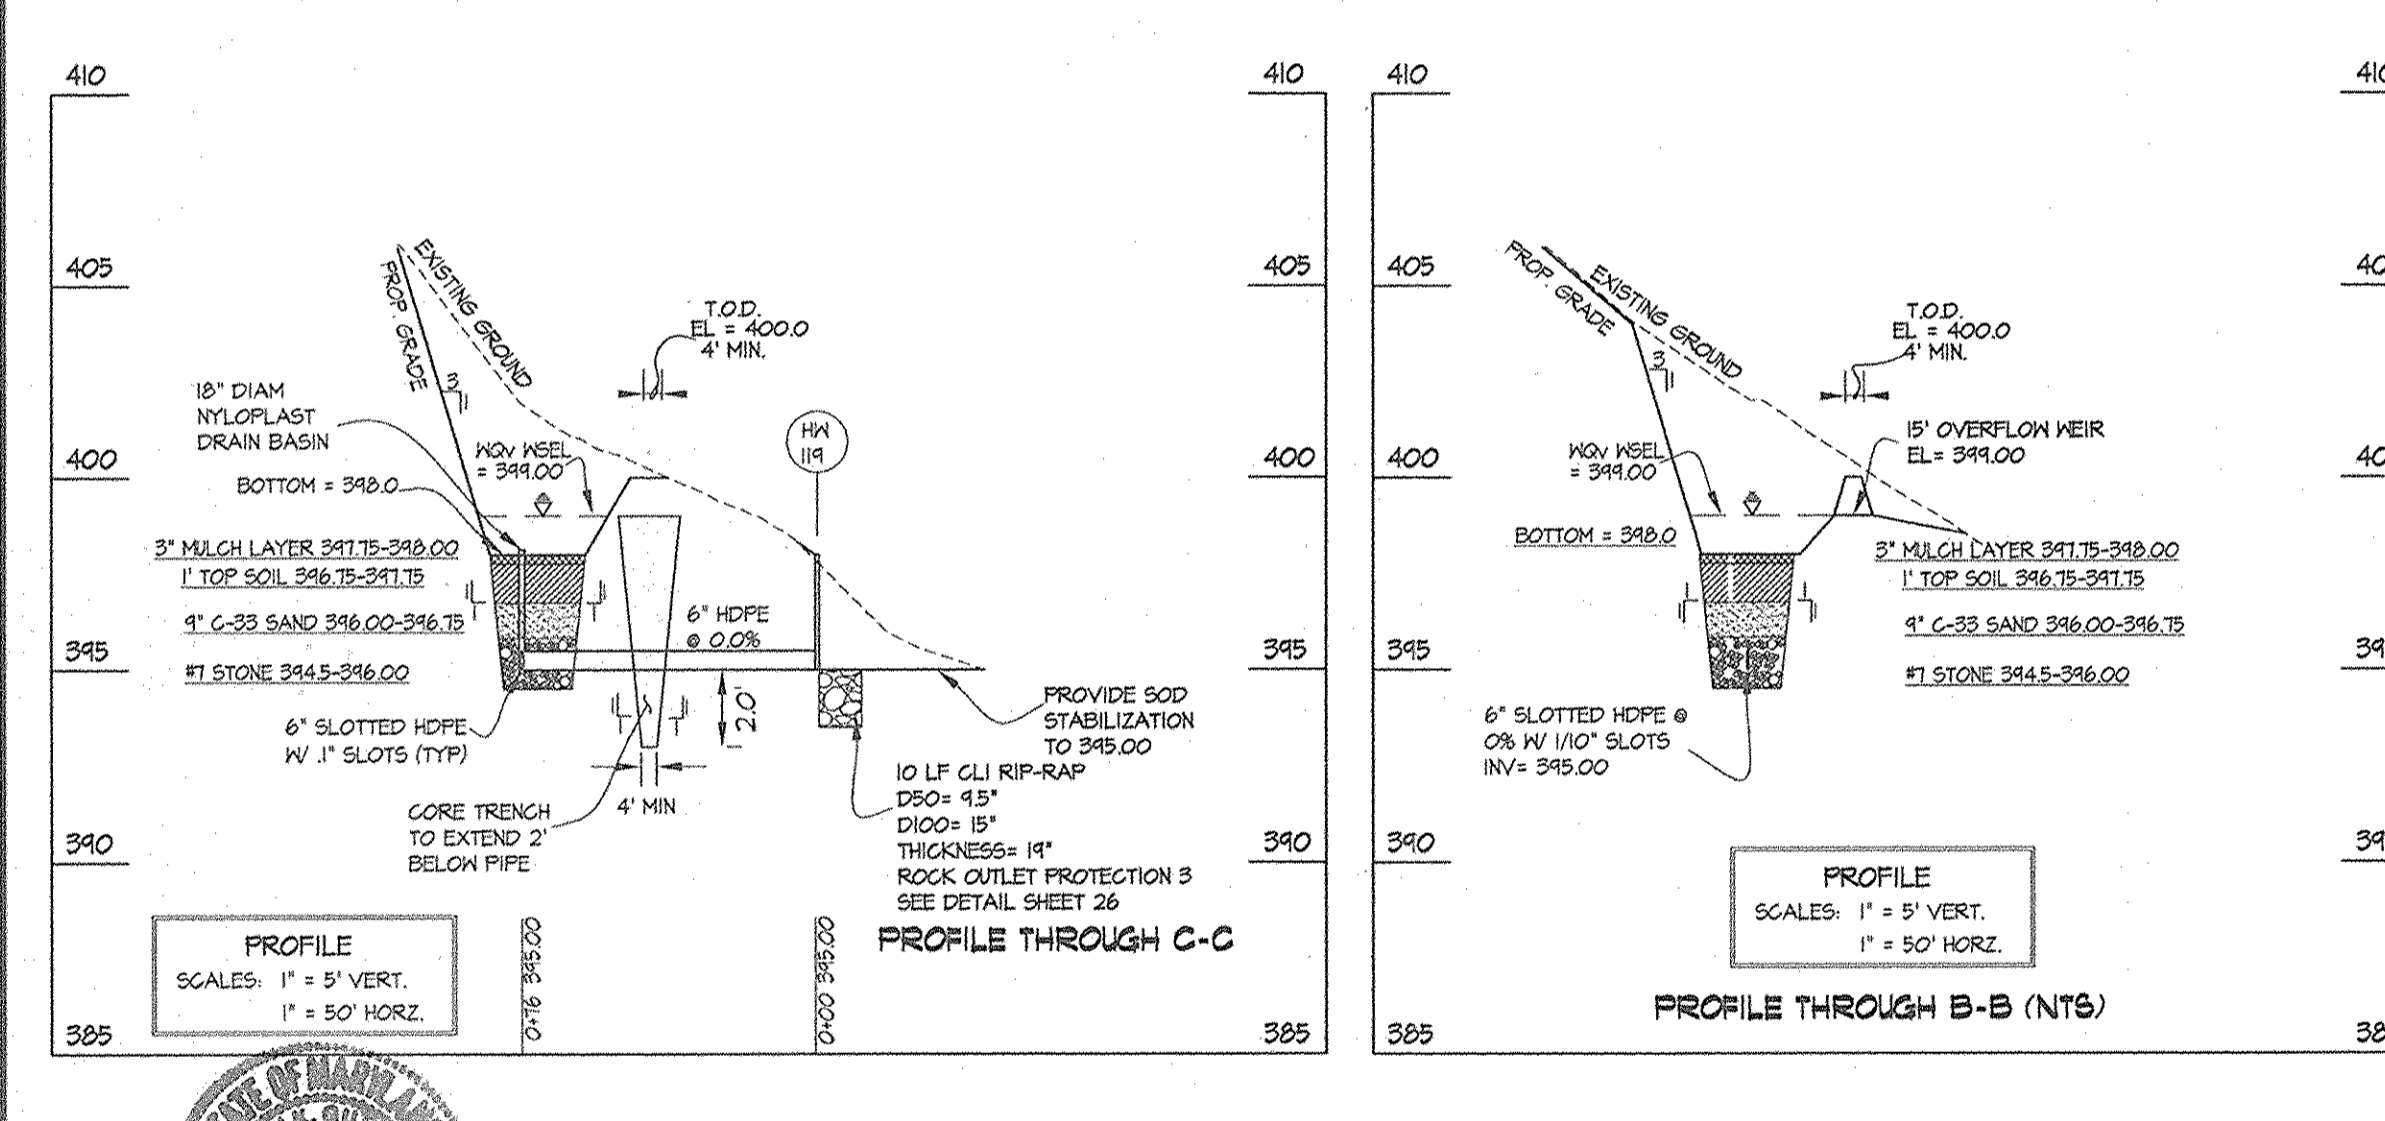 410
405
400
395
390
385
410
405
400
395
390
385
EXISTING GROUND
PROP. GRADE
3
T.O.D.
EL = 400.0
4' MIN.
18" DIAM
NYLOPLAST
DRAIN BASIN
WQv WSEL
= 399.00
HW
119
BOTTOM = 398.0
3" MULCH LAYER 397.75-398.00
1' TOP SOIL 396.75-397.75
9" C-33 SAND 396.00-396.75
#7 STONE 394.5-396.00
1
1
6" HDPE
@ 0.0%
6" SLOTTED HDPE
W/ .1" SLOTS (TYP)
1
1
2.0'
PROVIDE SOD
STABILIZATION
TO 395.00
CORE TRENCH
TO EXTEND 2'
BELOW PIPE
4' MIN
10 LF CLI RIP-RAP
D50= 9.5"
D100= 15"
THICKNESS= 19"
ROCK OUTLET PROTECTION 3
SEE DETAIL SHEET 26
PROFILE THROUGH C-C
PROFILE
SCALES: 1" = 5' VERT.
1" = 50' HORZ.
0+76 395.00
0+00 395.00
410
405
400
395
390
385
PROP. GRADE
EXISTING GROUND
3
T.O.D.
EL = 400.0
4' MIN.
15' OVERFLOW WEIR
EL= 399.00
WQv WSEL
= 399.00
BOTTOM = 398.0
3" MULCH LAYER 397.75-398.00
1' TOP SOIL 396.75-397.75
9" C-33 SAND 396.00-396.75
#7 STONE 394.5-396.00
1
1
6" SLOTTED HDPE @
0% W/ 1/10" SLOTS
INV= 395.00
PROFILE
SCALES: 1" = 5' VERT.
1" = 50' HORZ.
PROFILE THROUGH B-B (NTS)
OF MARYLA